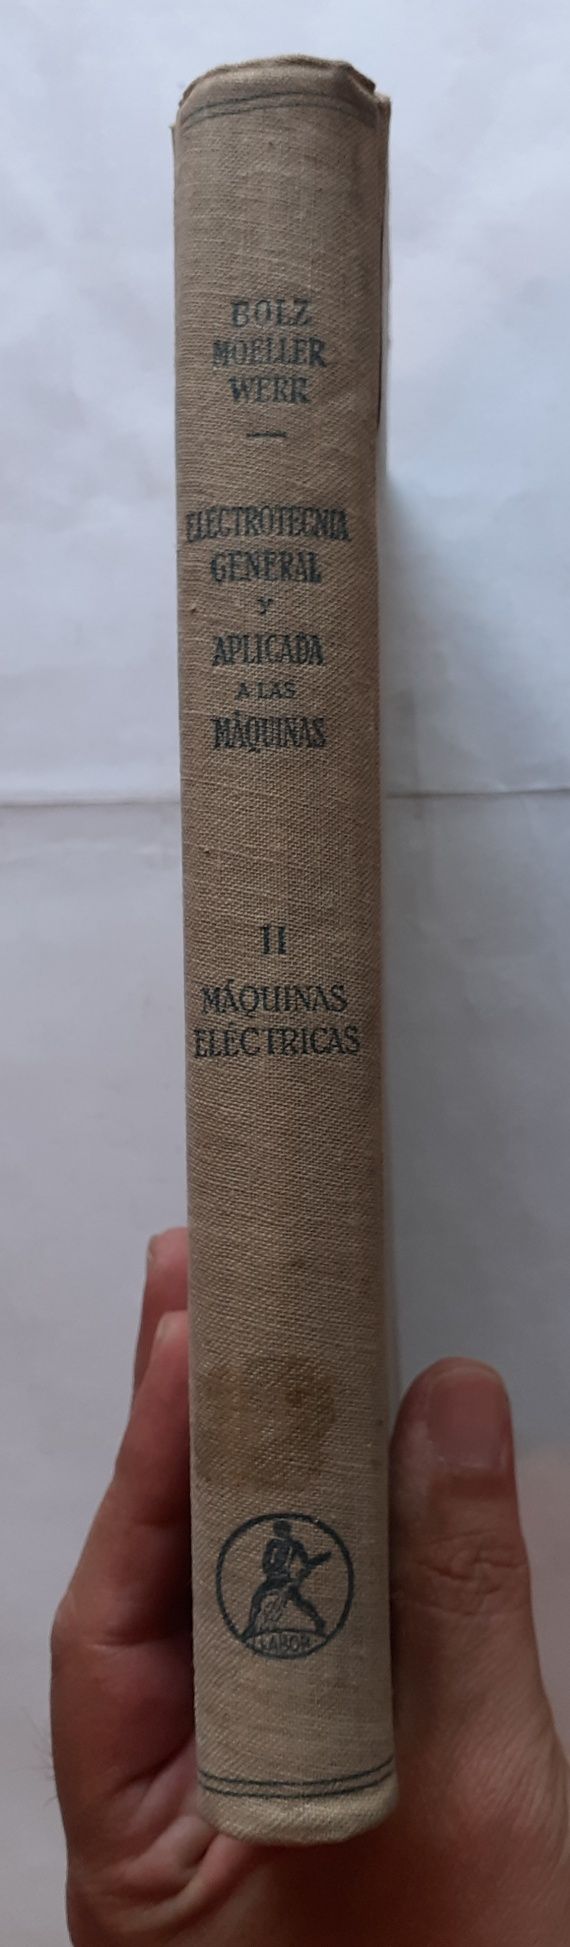 BOLZ
MOELLER
WERR
ELECTROTECNIA
GENERAL
Y
APLICADA
A LAS
MÁQUINAS
II
MÁQUINAS
ELÉCTRICAS
LABOR